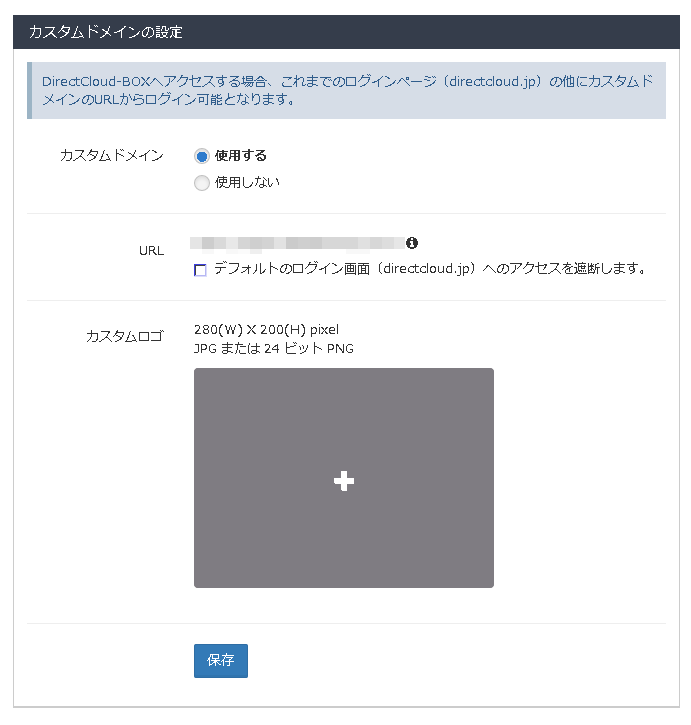 カスタムドメインの設定
DirectCloud-BOXへアクセスする場合、これまでのログインページ（directcloud.jp）の他にカスタムド
メインのURLからログイン可能となります。
カスタムドメイン
使用する
使用しない
URL
デフォルトのログイン画面（directcloud.jp）へのアクセスを遮断します。
カスタムロゴ
280(W) X 200(H) pixel
JPG または 24 ビット PNG
保存